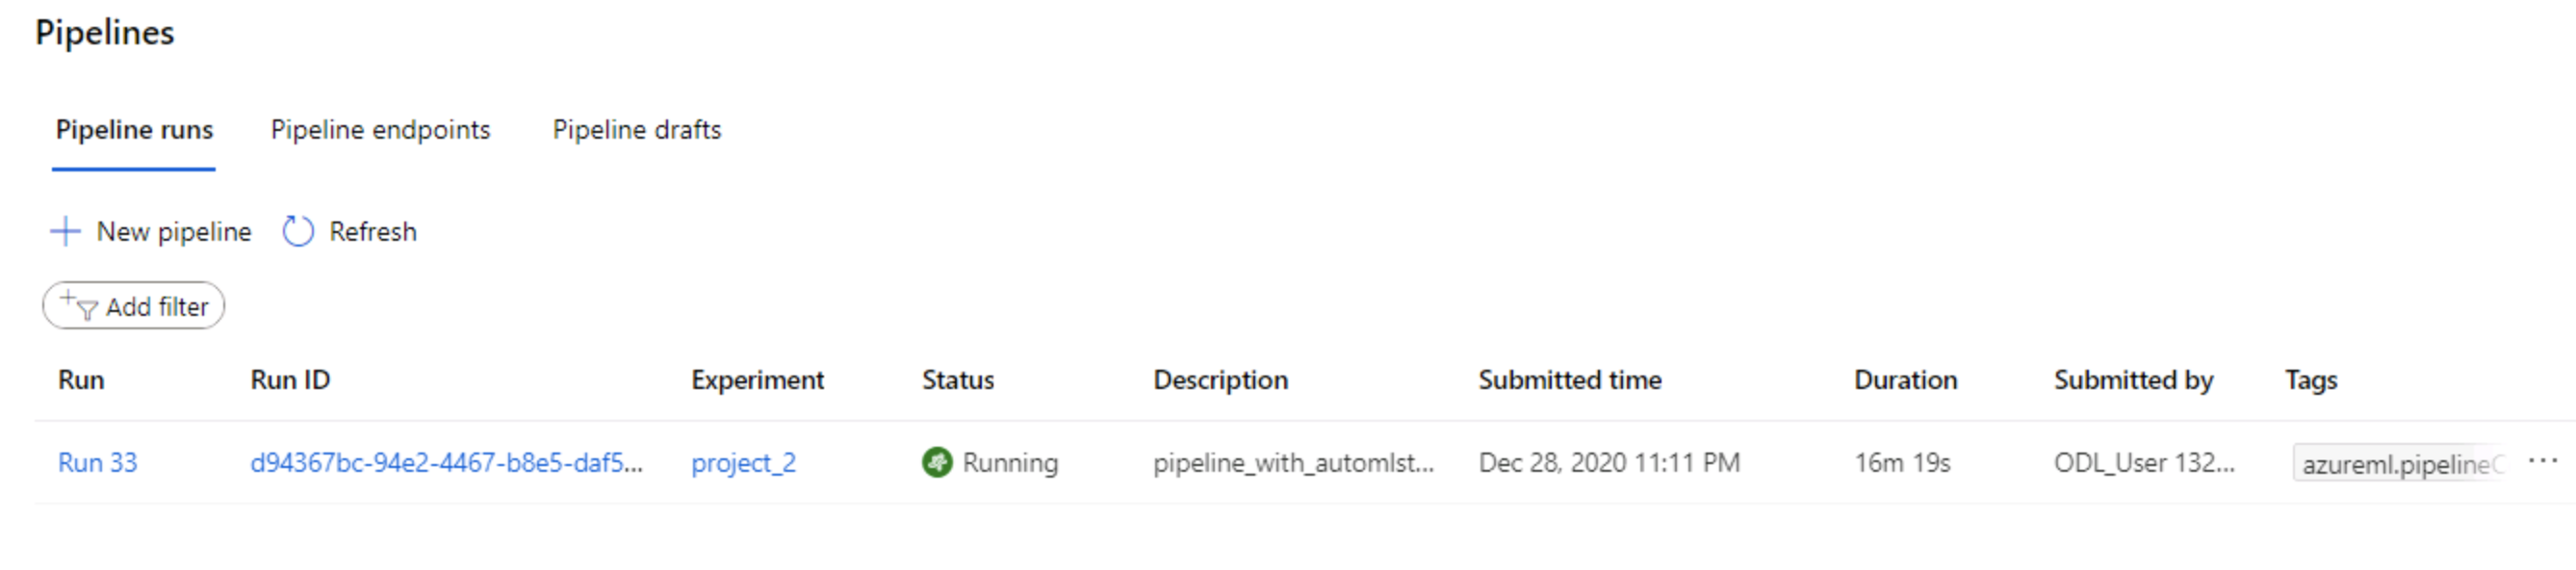 Pipelines
Pipeline runs Pipeline endpoints Pipeline drafts
New pipeline Refresh
Add filter
Run Run ID Experiment Status Description Submitted time Duration Submitted by Tags
Run 33 d94367bc-94e2-4467-b8e5-daf5... project_2 Running pipeline_with_automlst... Dec 28, 2020 11:11 PM 16m 19s ODL_User 132... azureml.pipelineC ...